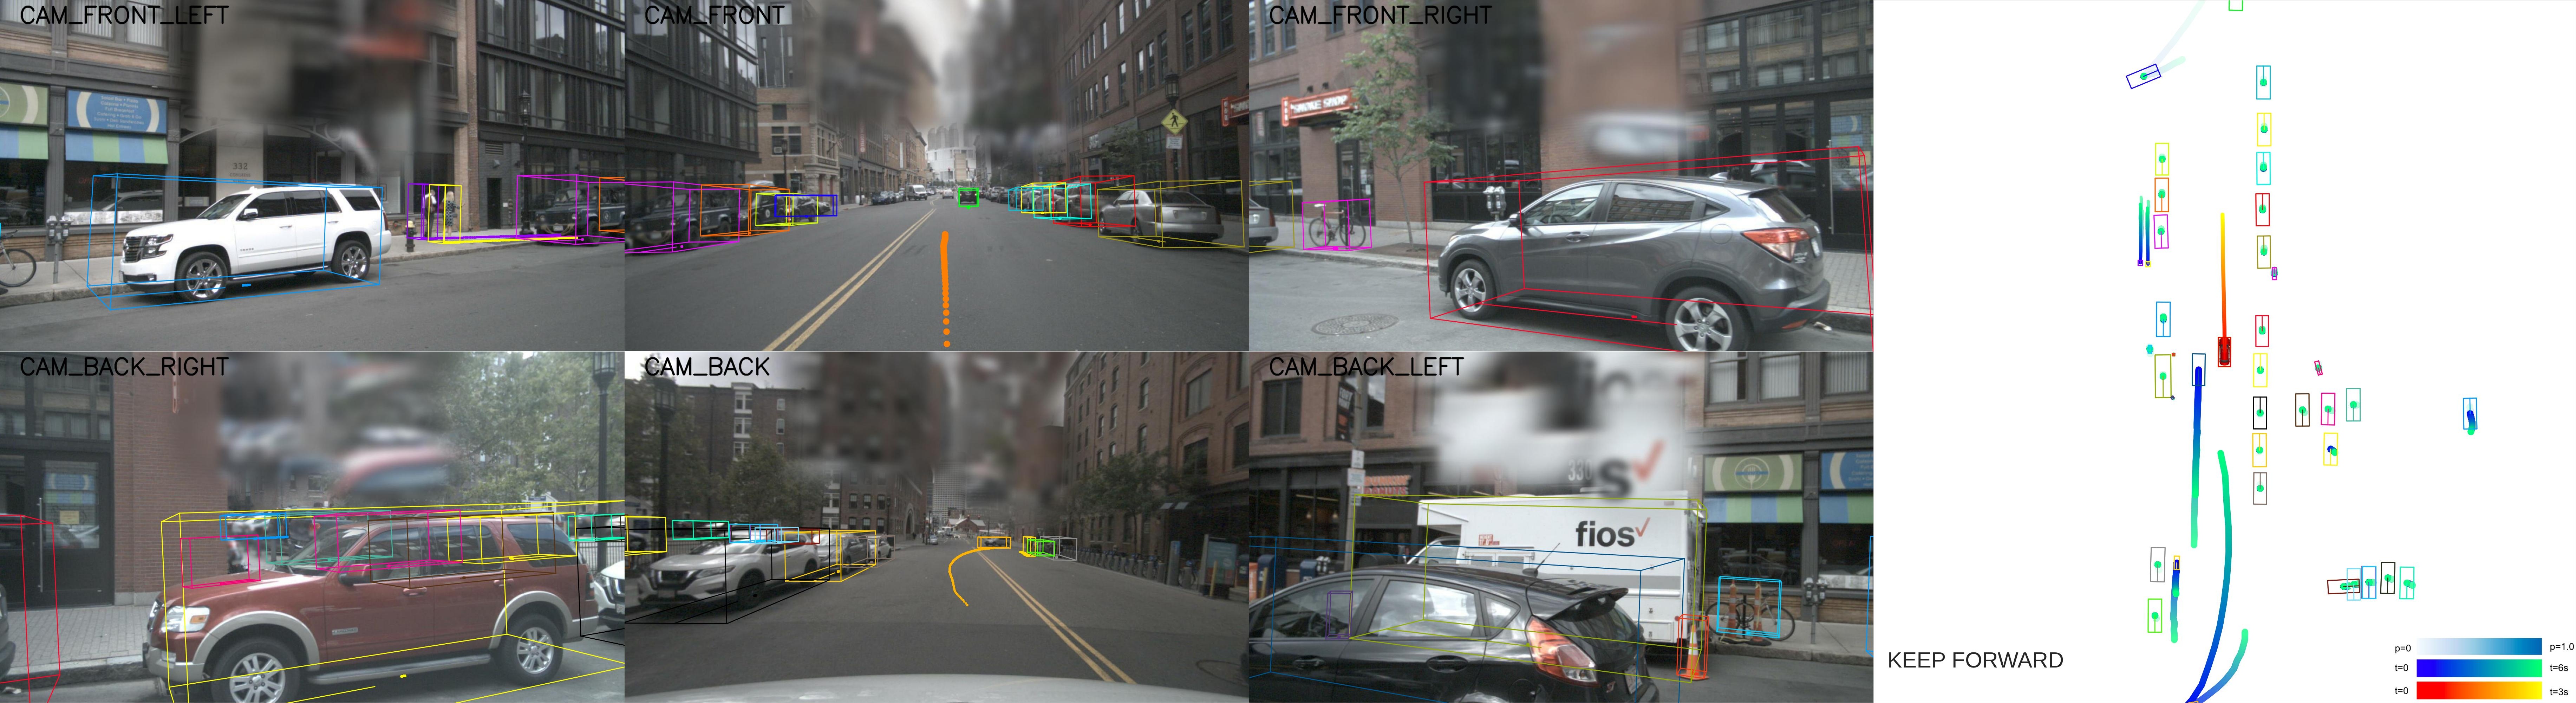 CAM_FRONT_LEFT
CAM_FRONT
CAM_FRONT_RIGHT
332
SMOKE SHOP
CAM_BACK_RIGHT
CAM_BACK
CAM_BACK_LEFT
330
fios
KEEP FORWARD
p=0
p=1.0
t=0
t=6s
t=0
t=3s